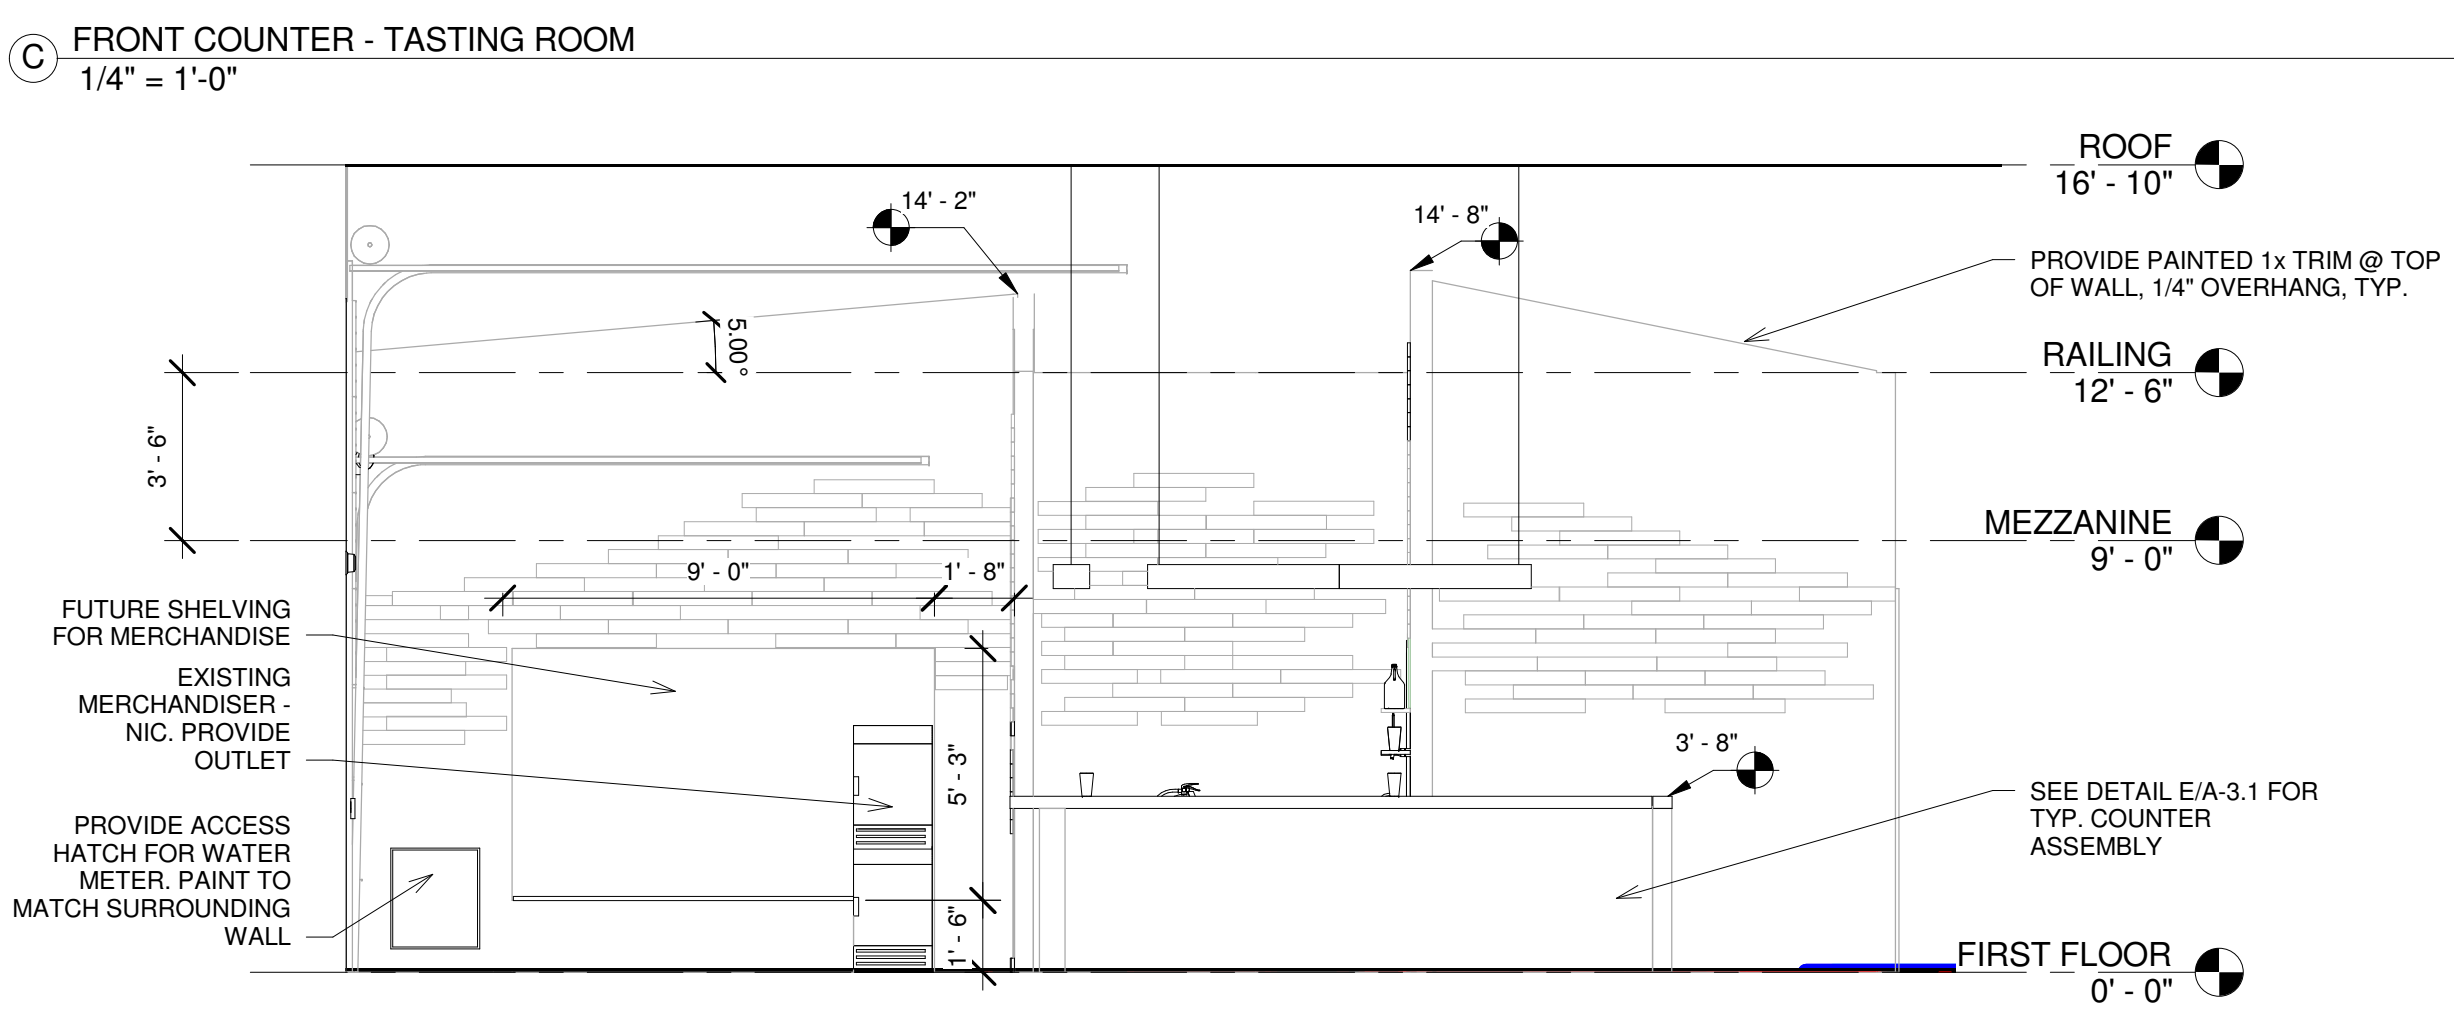 C
FRONT COUNTER - TASTING ROOM
1/4" = 1'-0"
ROOF
16' - 10"
14' - 2"
14' - 8"
PROVIDE PAINTED 1x TRIM @ TOP
OF WALL, 1/4" OVERHANG, TYP.
5.00°
RAILING
12' - 6"
3' - 6"
MEZZANINE
9' - 0"
9' - 0"
1' - 8"
FUTURE SHELVING
FOR MERCHANDISE
EXISTING
MERCHANDISER -
NIC. PROVIDE
OUTLET
5' - 3"
3' - 8"
SEE DETAIL E/A-3.1 FOR
TYP. COUNTER
ASSEMBLY
PROVIDE ACCESS
HATCH FOR WATER
METER. PAINT TO
MATCH SURROUNDING
WALL
1' - 6"
FIRST FLOOR
0' - 0"